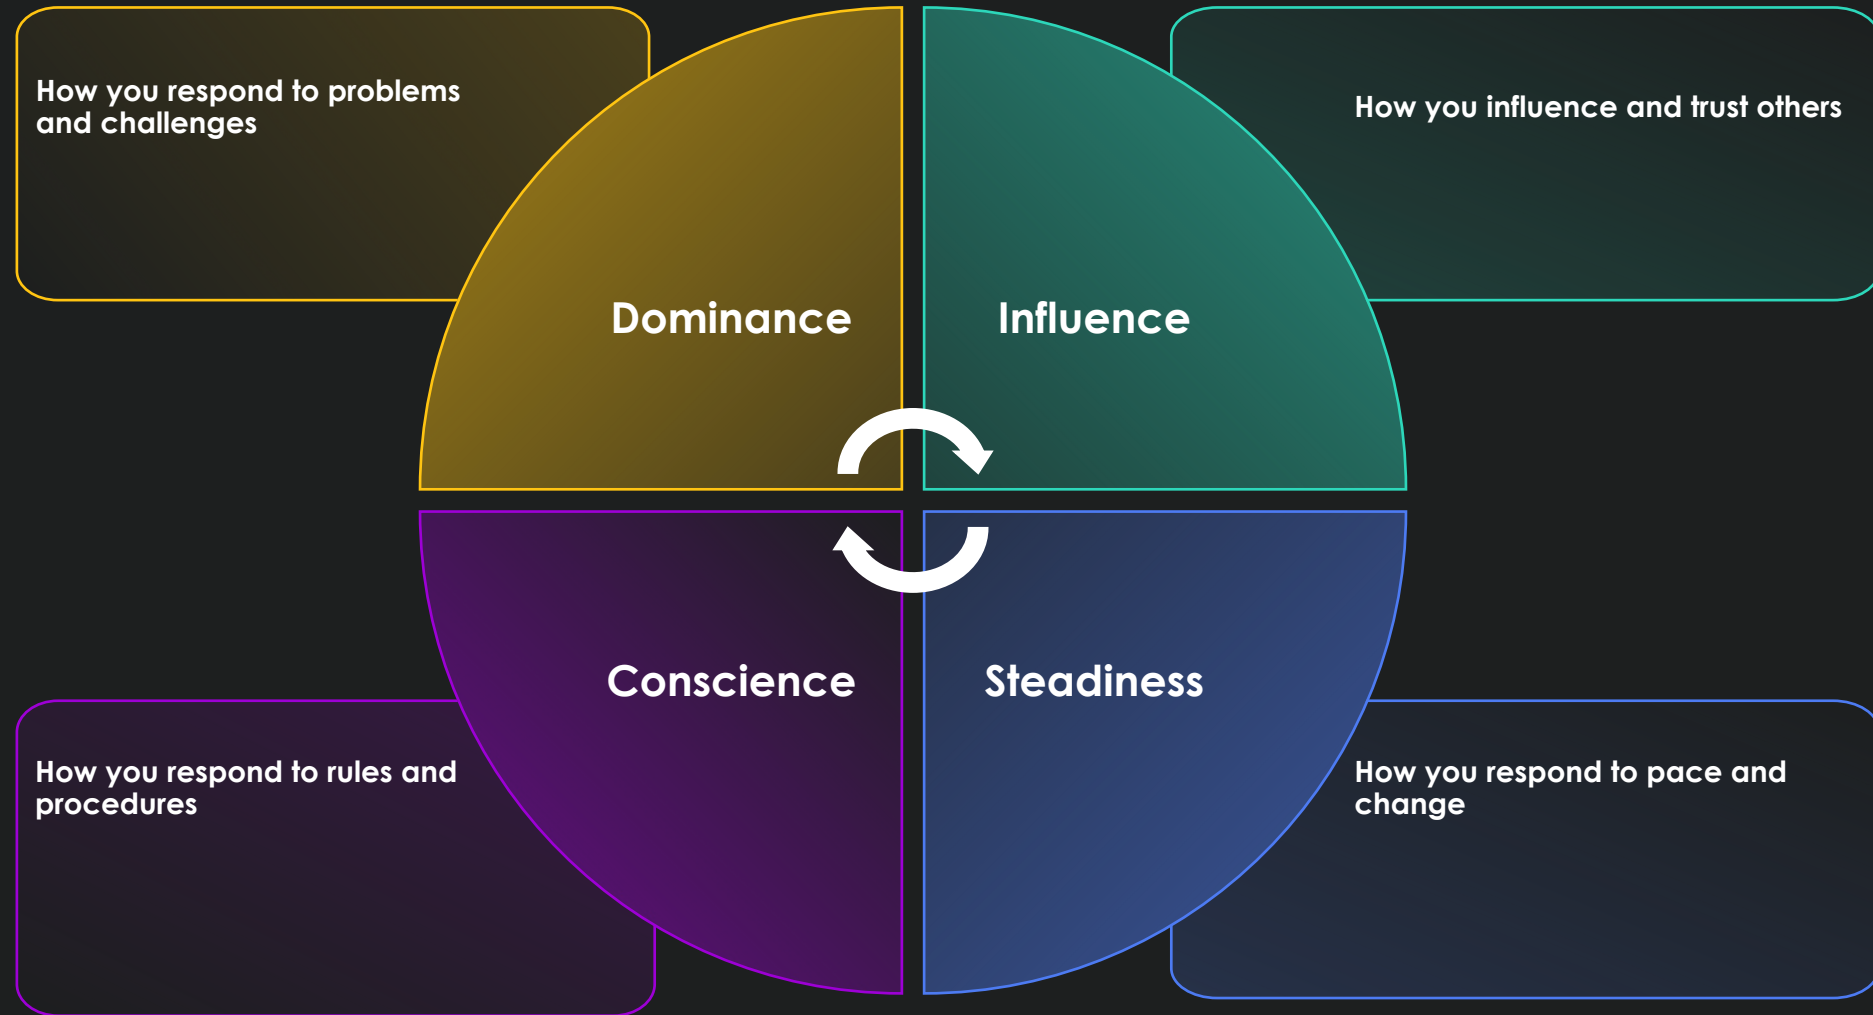 How you respond to problems
and challenges
How you influence and trust others
Dominance
Influence
Conscience
Steadiness
How you respond to rules and
procedures
How you respond to pace and
change